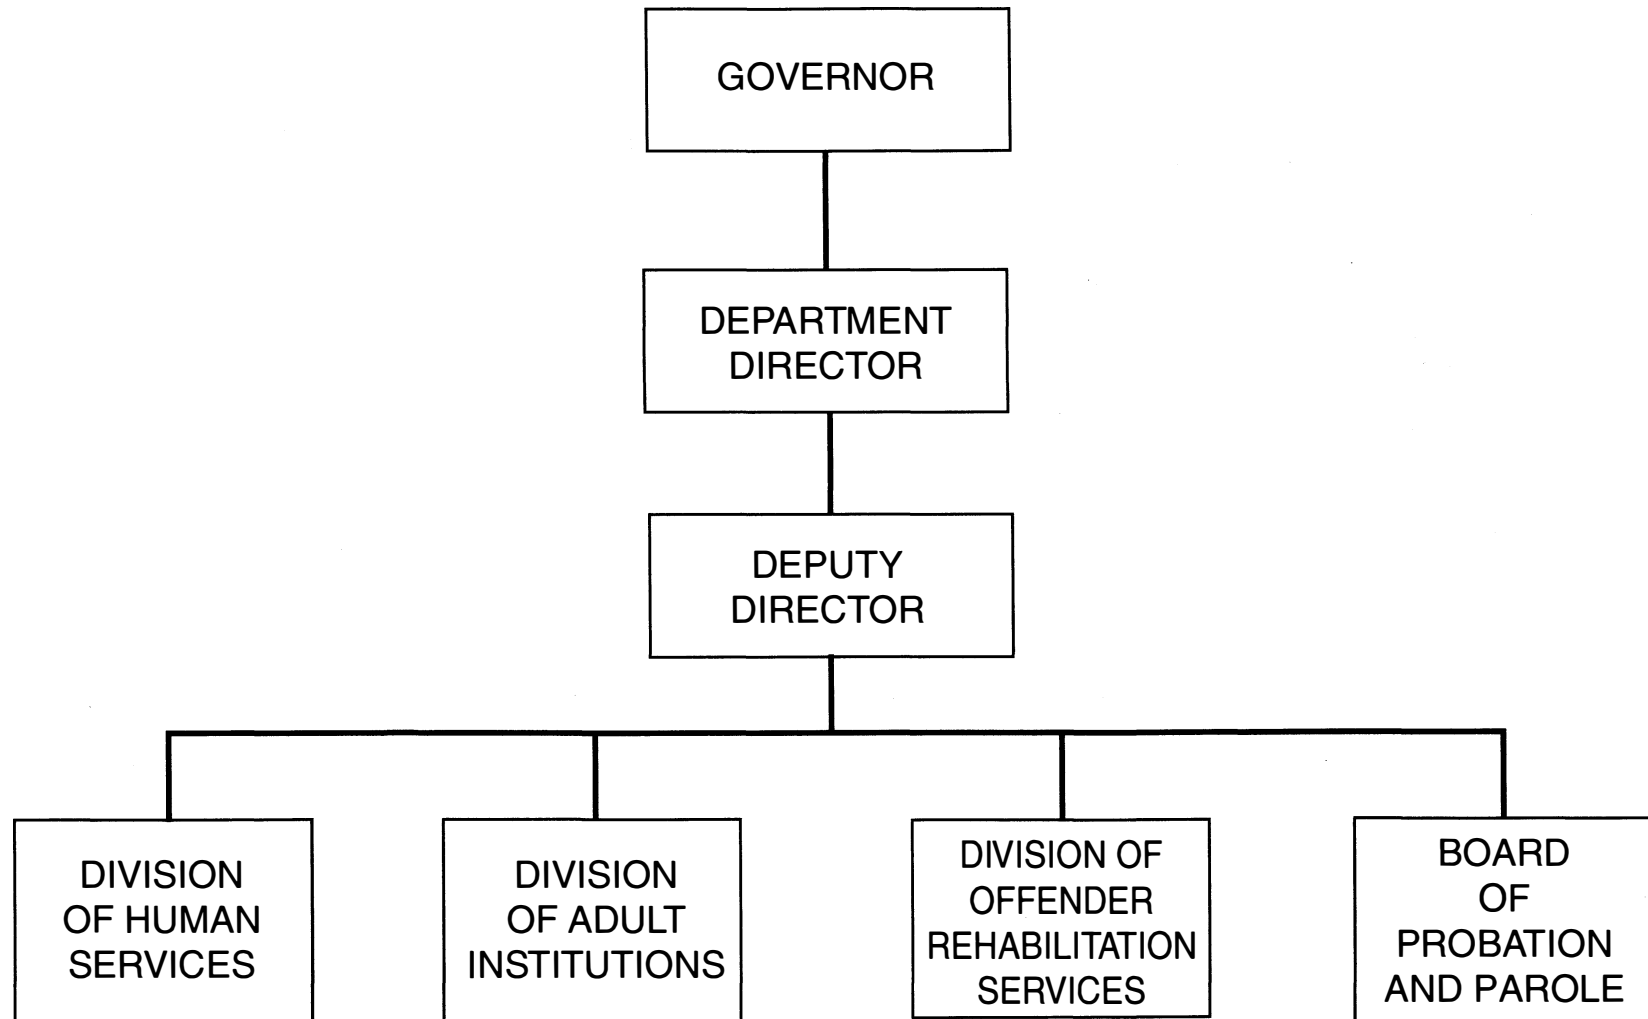 GOVERNOR
DEPARTMENT
DIRECTOR
DEPUTY
DIRECTOR
DIVISION
OF HUMAN
SERVICES
DIVISION
OF ADULT
INSTITUTIONS
DIVISION OF
OFFENDER
REHABILITATION
SERVICES
BOARD
OF
PROBATION
AND PAROLE